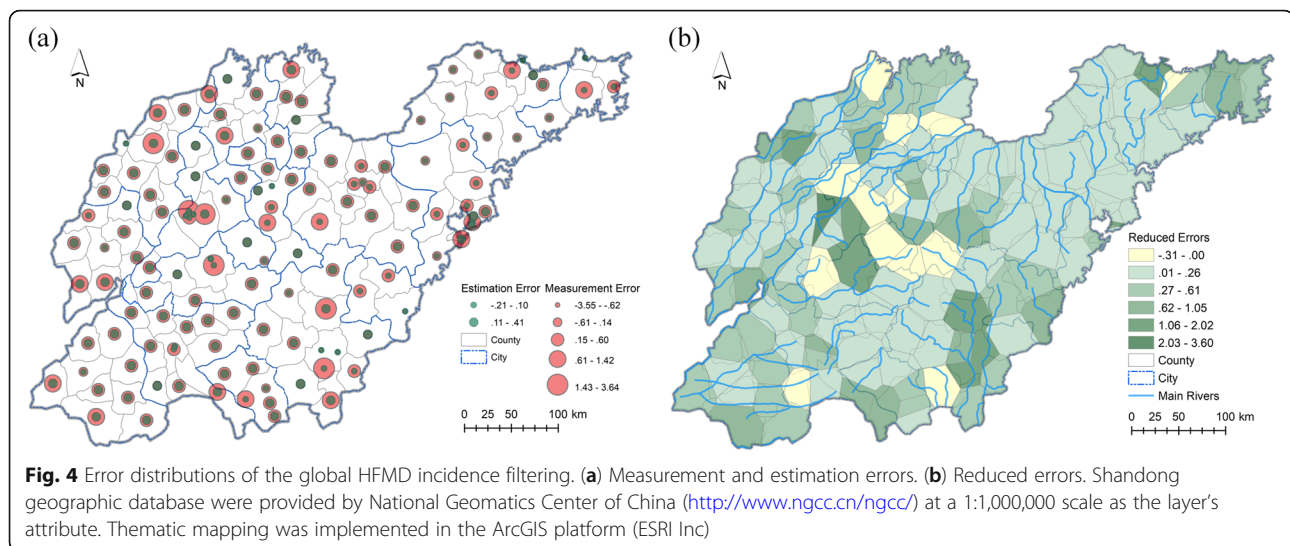 (a)
N
Estimation Error
-.21 - .10
.11 - .41
County
City
Measurement Error
-3.55 - -.62
-.61 - .14
.15 - .60
.61 - 1.42
1.43 - 3.64
0 25 50 100 km
(b)
N
Reduced Errors
-.31 - .00
.01 - .26
.27 - .61
.62 - 1.05
1.06 - 2.02
2.03 - 3.60
County
City
Main Rivers
0 25 50 100 km
Fig. 4 Error distributions of the global HFMD incidence filtering. (a) Measurement and estimation errors. (b) Reduced errors. Shandong
geographic database were provided by National Geomatics Center of China (http://www.ngcc.cn/ngcc/) at a 1:1,000,000 scale as the layer's
attribute. Thematic mapping was implemented in the ArcGIS platform (ESRI Inc)